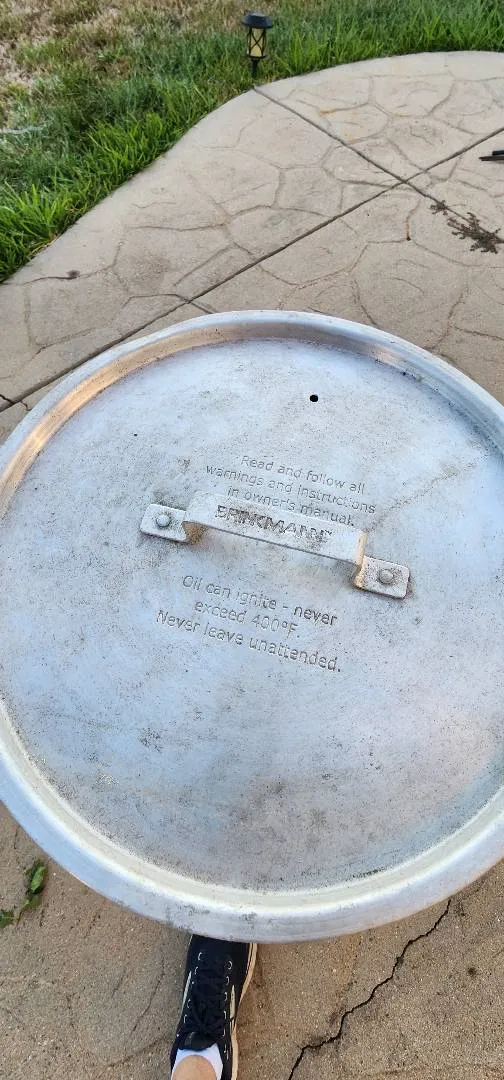 Read and follow all
warnings and instructions
in owner's manual.
BRINKMANN™
Oil can ignite - never
exceed 400°F.
Never leave unattended.